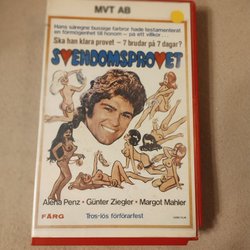 MVT AB
Hans säregne bussige farbror hade testamenterat
en förmögenhet till honom – på ett villkor...
Ska han klara provet – 7 brudar på 7 dagar?
SVENDOMSPROVET
Alena Penz • Günter Ziegler • Margot Mahler
FÄRG
Tros-lös förförarfest